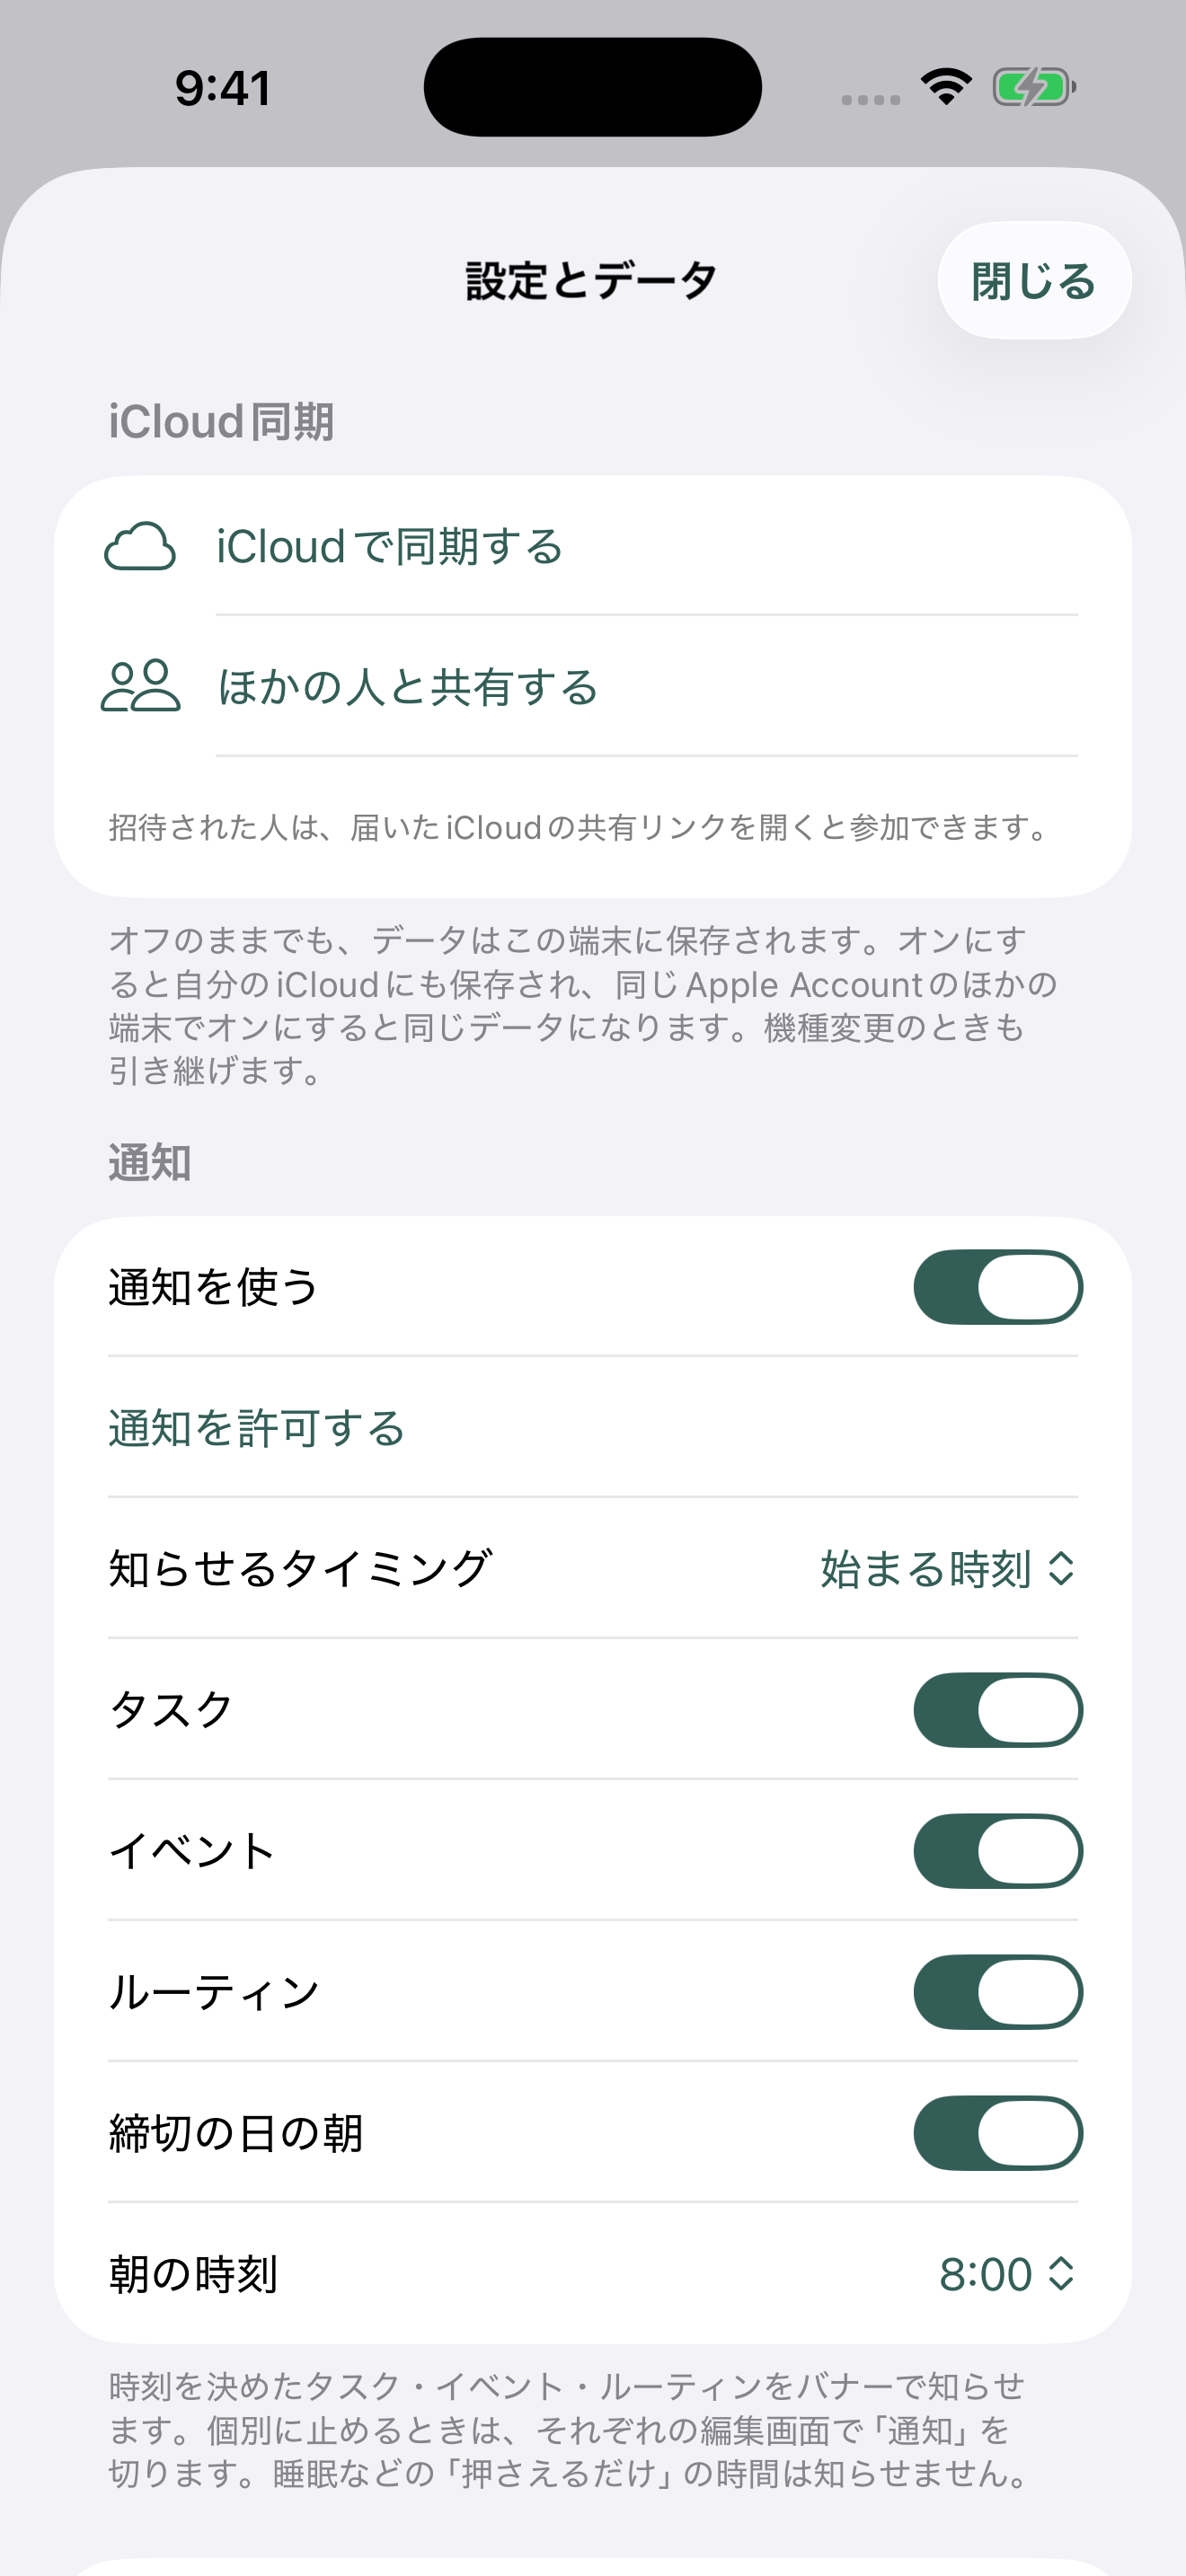 9:41
設定とデータ
閉じる
iCloud同期
iCloudで同期する
ほかの人と共有する
招待された人は、届いたiCloudの共有リンクを開くと参加できます。
オフのままでも、データはこの端末に保存されます。オンにす
ると自分のiCloudにも保存され、同じApple Accountのほかの
端末でオンにすると同じデータになります。機種変更のときも
引き継げます。
通知
通知を使う
通知を許可する
知らせるタイミング
始まる時刻
タスク
イベント
ルーティン
締切の日の朝
朝の時刻
8:00
時刻を決めたタスク・イベント・ルーティンをバナーで知らせ
ます。個別に止めるときは、それぞれの編集画面で「通知」を
切ります。睡眠などの「押さえるだけ」の時間は知らせません。